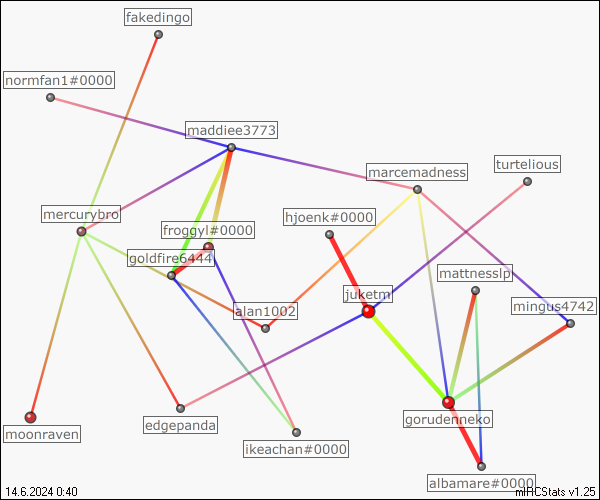 fakedingo
normfan1#0000
maddiee3773
marcemadness
turtelious
mercurybro
hjoenk#0000
froggyl#0000
goldfire6444
mattnesslp
juketm
mingus4742
alan1002
gorudenneko
edgepanda
moonraven
ikeachan#0000
albamare#0000
14.6.2024 0:40
mIRCStats v1.25